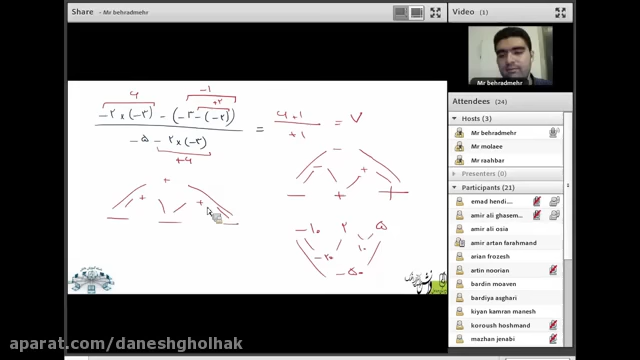 Share - Mr behradmehr
۶ −۱
+۲
−۲×(−۳) − (−۳−(−۲))
−۵ − ۲×(−۳)
+۶
= ۶+۱ = ۷
+۱
+
+ +
− − −
−
− +
− + +
−۱۰ ۲ ۵
−۲۰ ۱۰
−۵۰
Video (1)
Mr behradmehr
Attendees (24)
Hosts (3)
Mr behradmehr
Mr molaee
Mr raahbar
Presenters (0)
Participants (21)
emad hendi...
amir ali ghasem...
amir ali osia
amir artan farahmand
arian frozesh
artin noorian
bardin moaven
bardiya asghari
kiyan kamran manesh
koroush hoshmand
mazhan jenabi
aparat.com/daneshgholhak